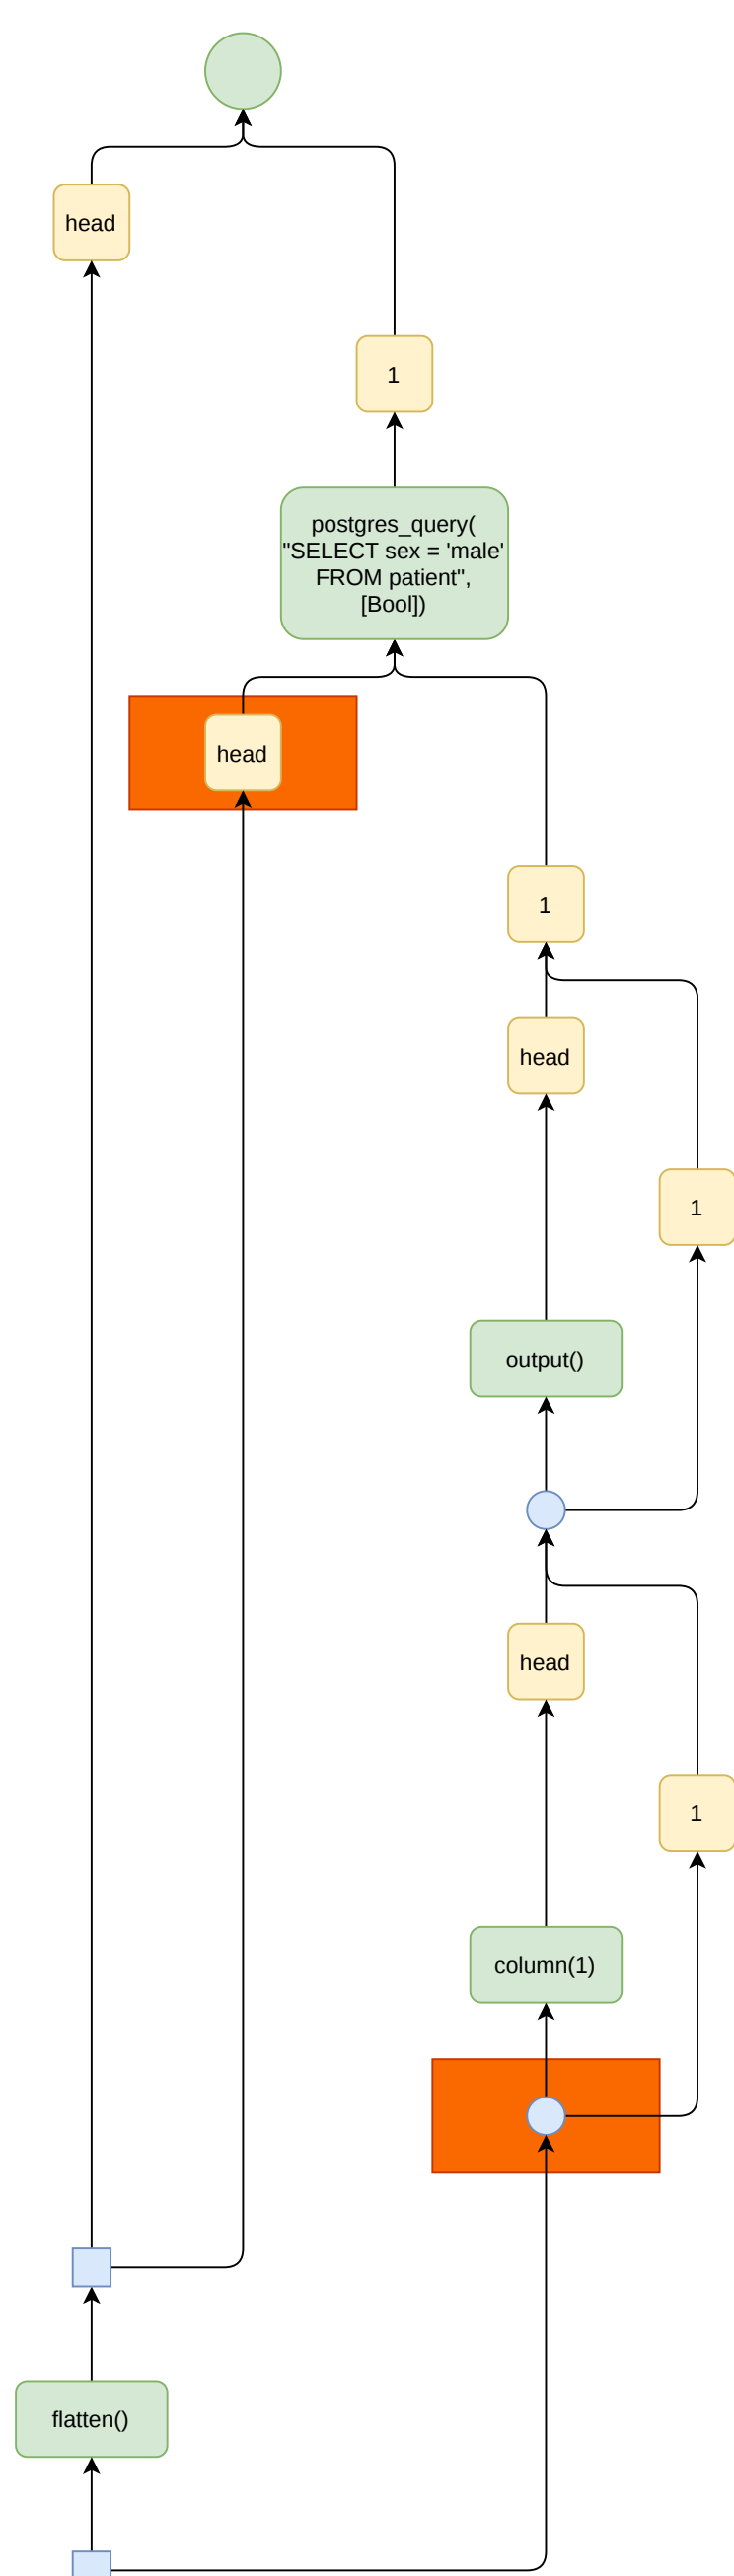 head
1
postgres_query(
"SELECT sex = 'male'
FROM patient",
[Bool])
head
1
head
1
output()
head
1
column(1)
flatten()